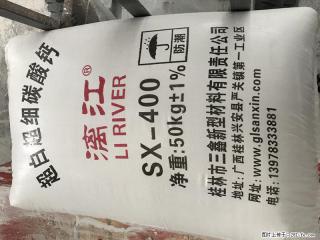 超白超细碳酸钙
漓江®
LI RIVER
SX-400
净重:50kg±1%
防潮
桂林市三鑫新型材料有限责任公司
地址:广西桂林兴安县严关镇第一工业区
网址:www.glsanxin.com
电话:13978333881